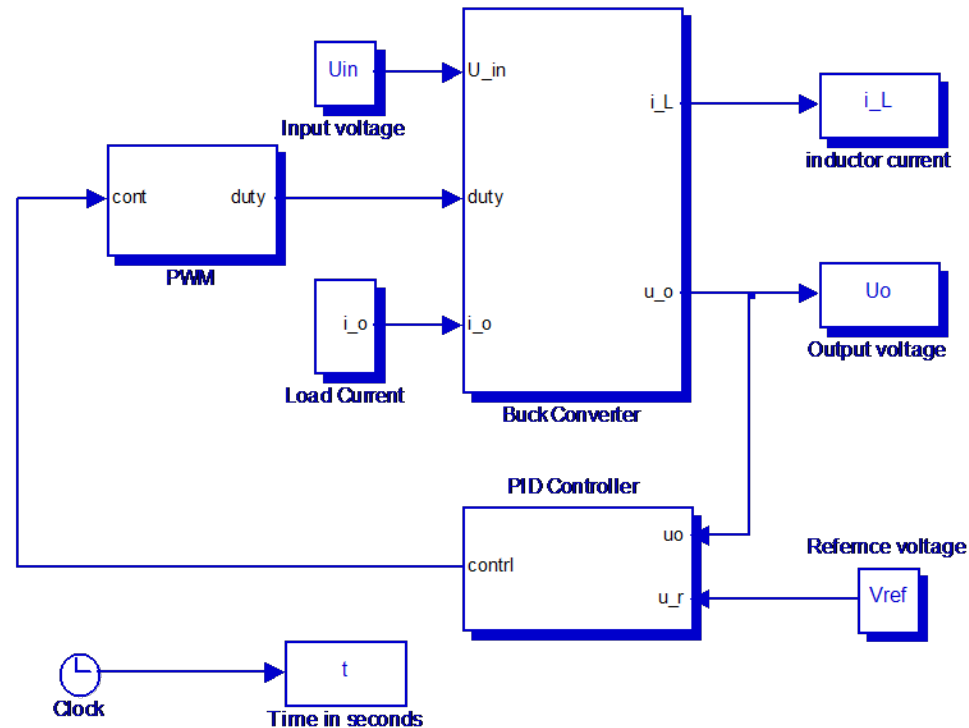 Uin
U_in
Input voltage
i_L
i_L
inductor current
cont
duty
duty
PWM
u_o
Uo
Output voltage
i_o
i_o
Load Current
Buck Converter
PID Controller
uo
Refernce voltage
contrl
u_r
Vref
t
Clock
Time in seconds